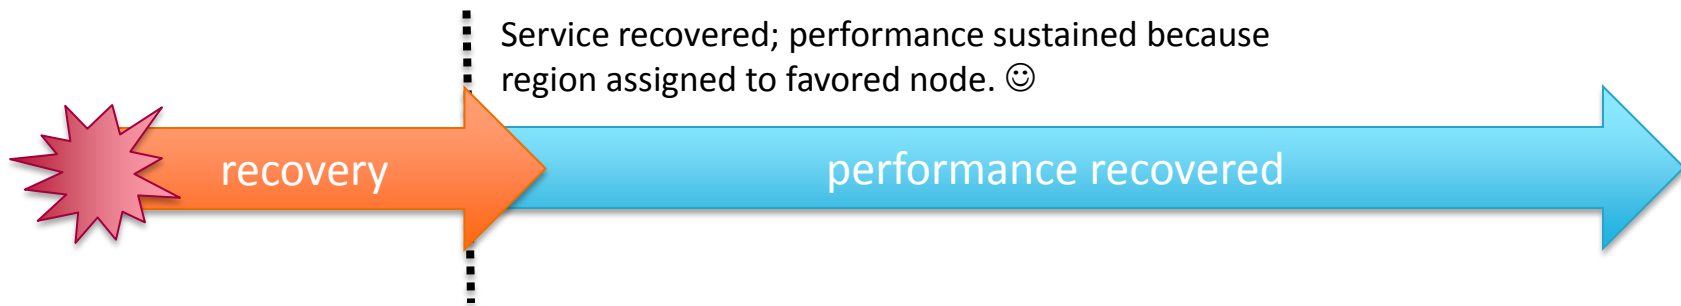 Service recovered; performance sustained because
region assigned to favored node. ☺
recovery
performance recovered